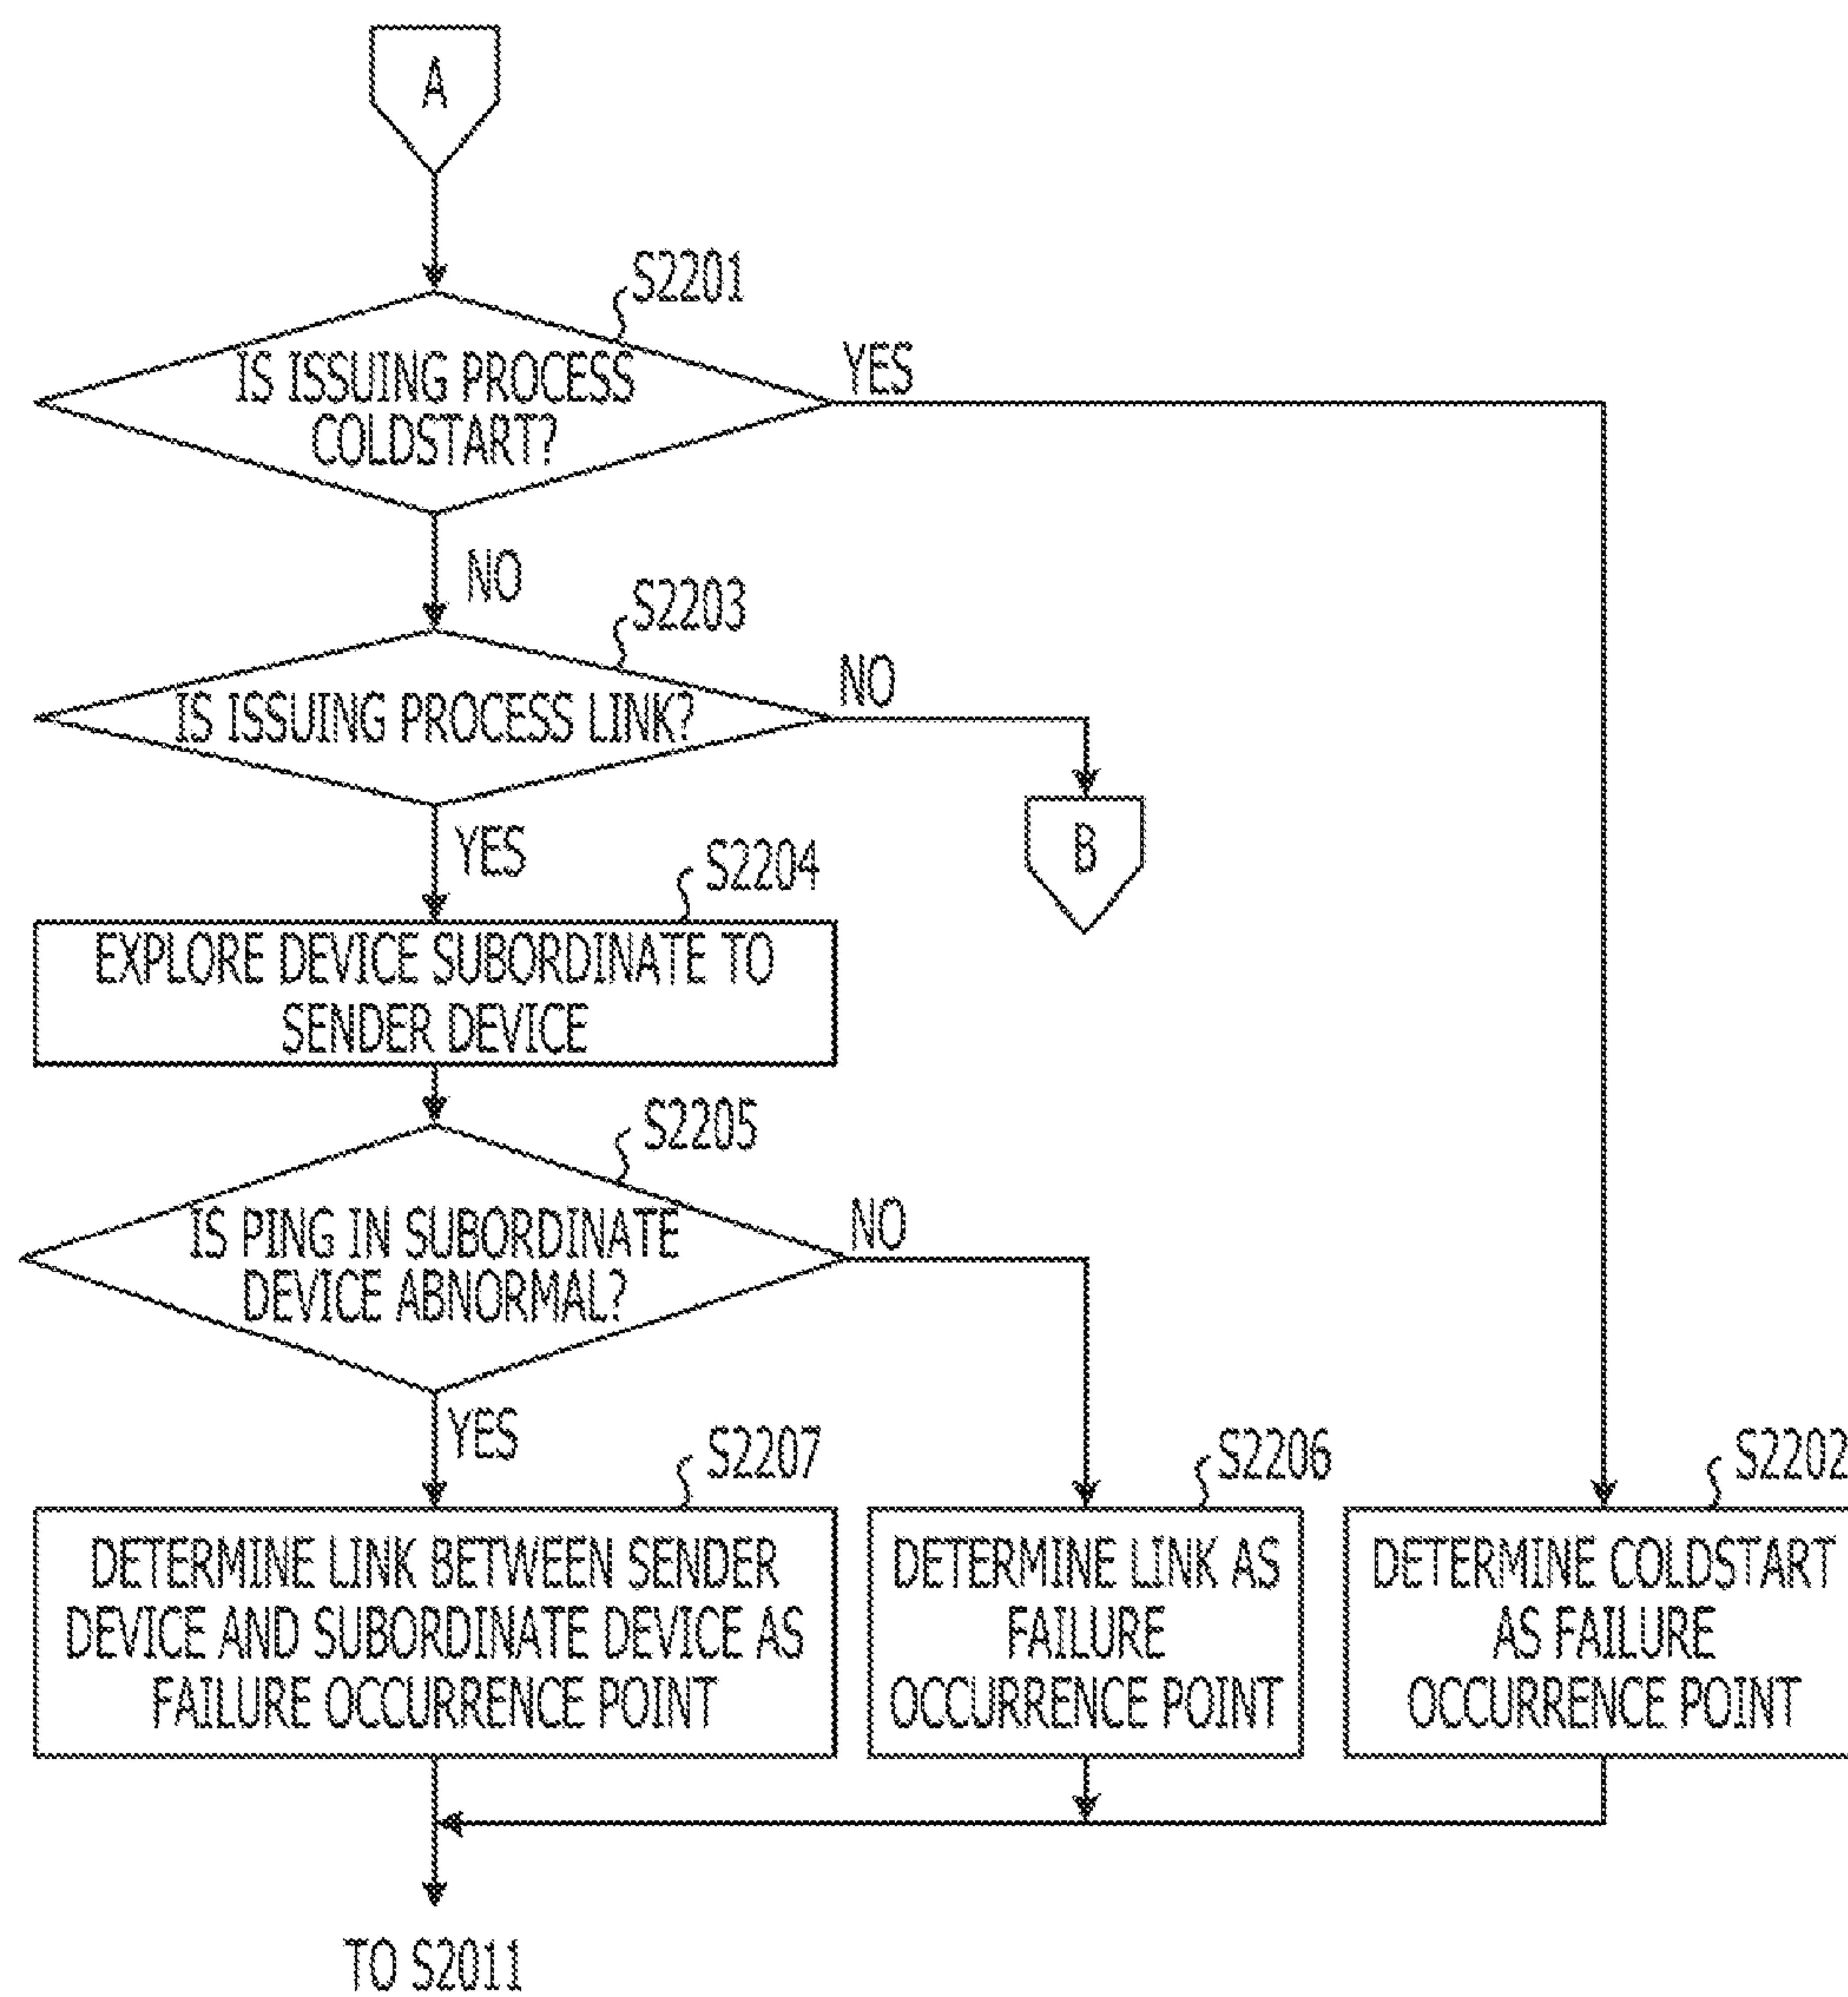 A
S2201
IS ISSUING PROCESS
COLDSTART?
YES
NO
S2203
IS ISSUING PROCESS LINK?
NO
B
YES
S2204
EXPLORE DEVICE SUBORDINATE TO
SENDER DEVICE
S2205
IS PING IN SUBORDINATE
DEVICE ABNORMAL?
NO
YES
S2207
DETERMINE LINK BETWEEN SENDER
DEVICE AND SUBORDINATE DEVICE AS
FAILURE OCCURRENCE POINT
S2206
DETERMINE LINK AS
FAILURE
OCCURRENCE POINT
S2202
DETERMINE COLDSTART
AS FAILURE
OCCURRENCE POINT
TO S2011